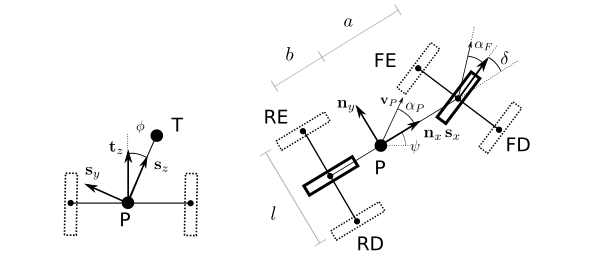 ϕ T
t_z
s_z
s_y
P
a
b
α_F
δ
FE
v_P
α_P
n_y
RE
n_x s_x
ψ
FD
P
l
RD